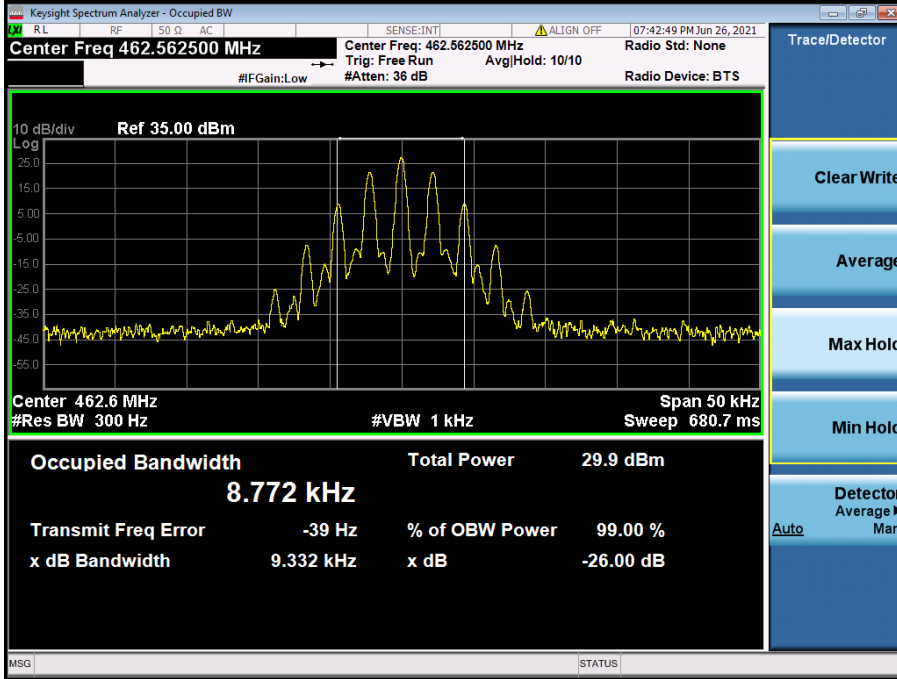 Keysight Spectrum Analyzer - Occupied BW
LXI RL RF 50 Ω AC SENSE:INT ALIGN OFF 07:42:49 PM Jun 26, 2021
Center Freq 462.562500 MHz
Center Freq: 462.562500 MHz
Radio Std: None
Trig: Free Run Avg|Hold: 10/10
#IFGain:Low #Atten: 36 dB Radio Device: BTS
10 dB/div Ref 35.00 dBm
Log
25.0
15.0
5.00
-5.00
-15.0
-25.0
-35.0
-45.0
-55.0
Center 462.6 MHz Span 50 kHz
#Res BW 300 Hz #VBW 1 kHz Sweep 680.7 ms
Occupied Bandwidth Total Power 29.9 dBm
8.772 kHz
Transmit Freq Error -39 Hz % of OBW Power 99.00 %
x dB Bandwidth 9.332 kHz x dB -26.00 dB
MSG STATUS
Trace/Detector
Clear Write
Average
Max Hold
Min Hold
Detector
Average
Auto Man